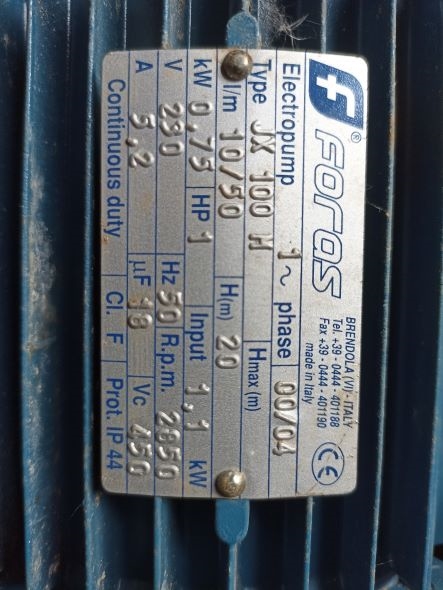 Foras®
BRENDOLA (VI) - ITALY
Tel. +39 - 0444 - 401188
Fax +39 - 0444 - 401190
made in Italy
CE
Electropump 1 ~ phase 00/04
Type JX 100 M Hmax (m)
l/m 10/50 H(m) 20
kW 0,75 HP 1 Input 1,1 kW
V 230 Hz 50 R.p.m. 2850
A 5,2 µF 18 Vc 450
Continuous duty Cl. F Prot. IP 44